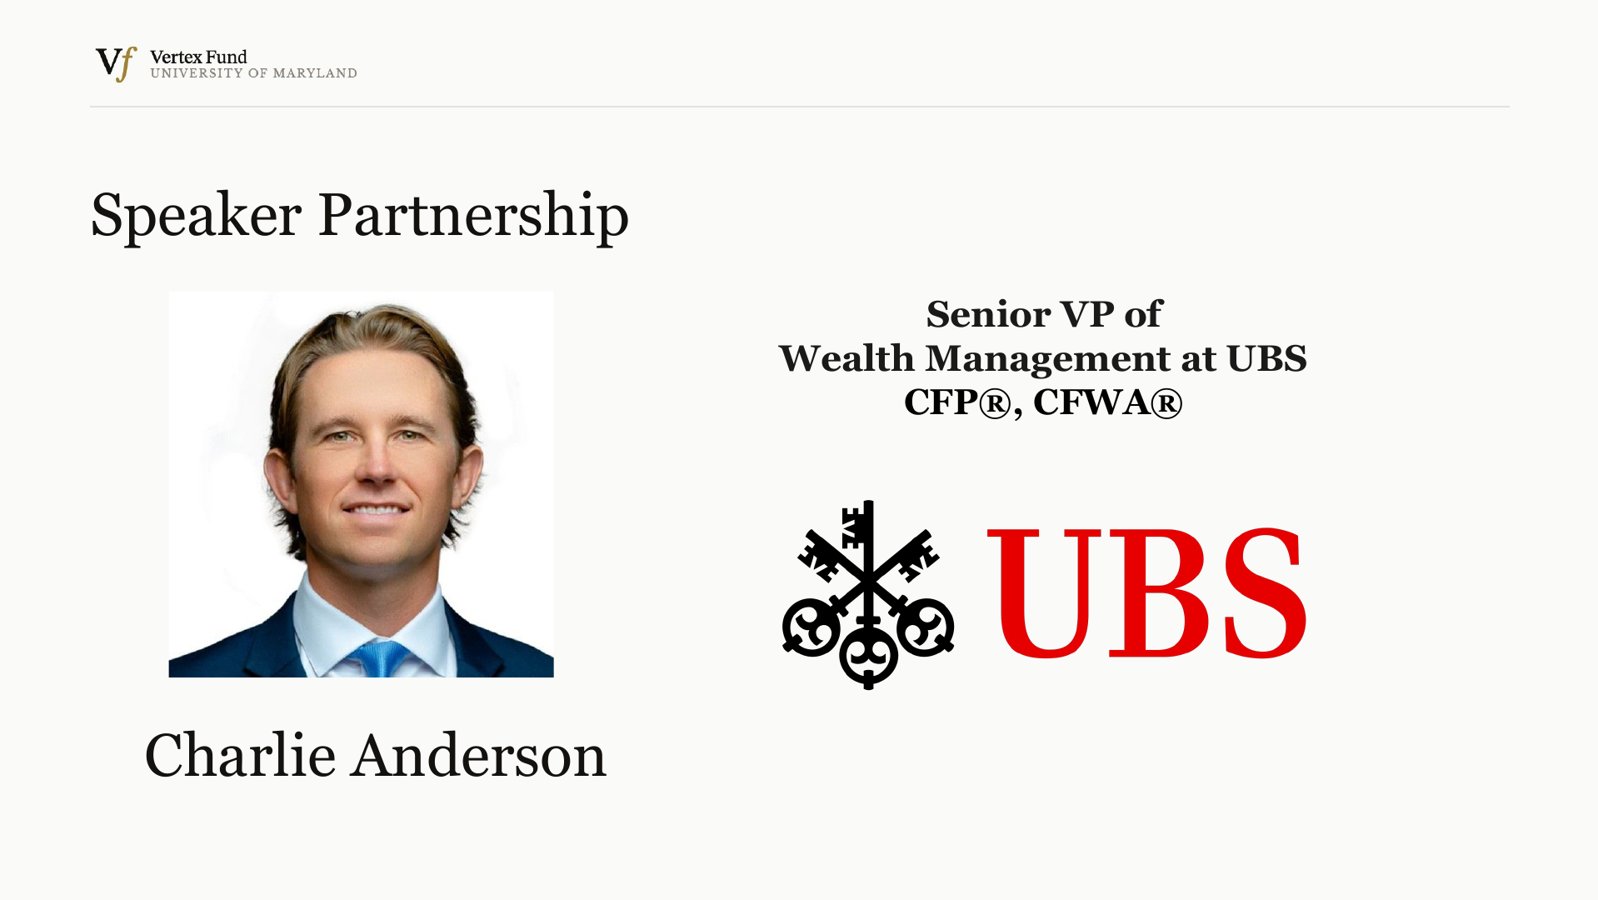 Vf
Vertex Fund
UNIVERSITY OF MARYLAND
Speaker Partnership
Senior VP of
Wealth Management at UBS
CFP®, CFWA®
UBS
Charlie Anderson